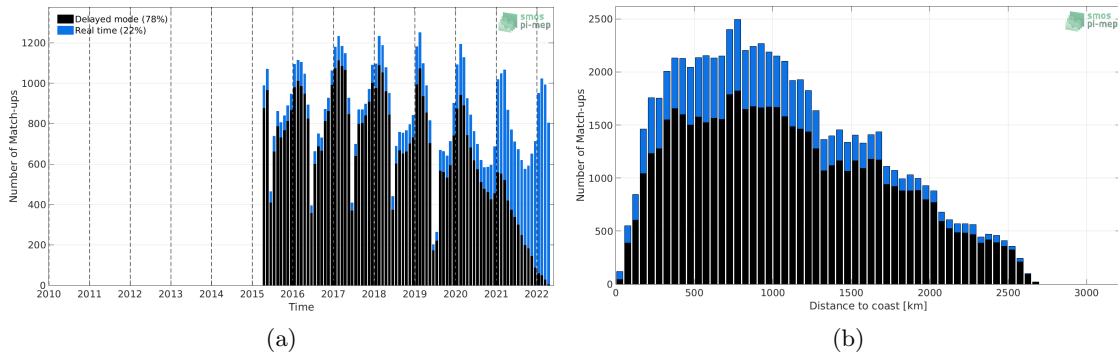 Delayed mode (78%)
Real time (22%)
smos
pi-mep
Number of Match-ups
1200
1000
800
600
400
200
0
2010 2011 2012 2013 2014 2015 2016 2017 2018 2019 2020 2021 2022
Time
(a)
smos
pi-mep
Number of Match-ups
2500
2000
1500
1000
500
0
0 500 1000 1500 2000 2500 3000
Distance to coast [km]
(b)